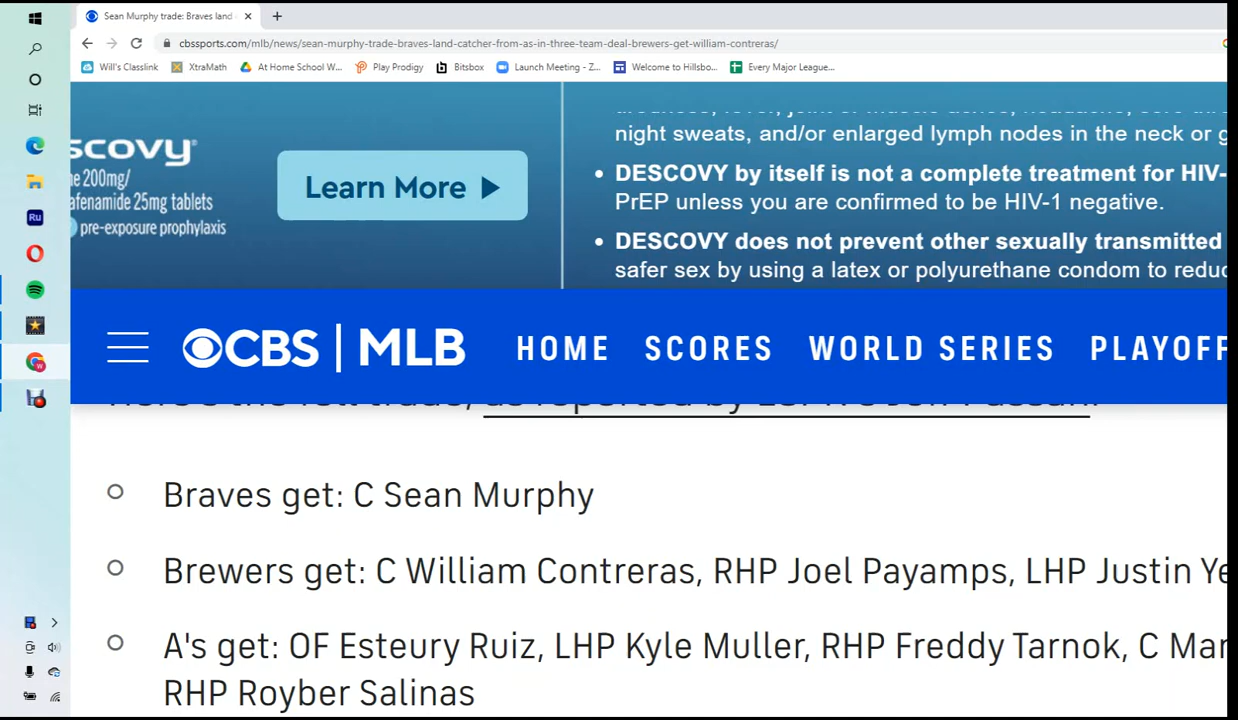 Sean Murphy trade: Braves land
cbssports.com/mlb/news/sean-murphy-trade-braves-land-catcher-from-as-in-three-team-deal-brewers-get-william-contreras/
Will's Classlink XtraMath At Home School W... Play Prodigy Bitsbox Launch Meeting - Z... Welcome to Hillsbo... Every Major League...
night sweats, and/or enlarged lymph nodes in the neck or g
SCOVY
200mg/
25mg tablets
pre-exposure prophylaxis
Learn More
• DESCOVY by itself is not a complete treatment for HIV-
PrEP unless you are confirmed to be HIV-1 negative.
• DESCOVY does not prevent other sexually transmitted
safer sex by using a latex or polyurethane condom to reduc
CBS | MLB HOME SCORES WORLD SERIES PLAYOFF
Braves get: C Sean Murphy
Brewers get: C William Contreras, RHP Joel Payamps, LHP Justin Ye
A's get: OF Esteury Ruiz, LHP Kyle Muller, RHP Freddy Tarnok, C Man
RHP Royber Salinas
Ru